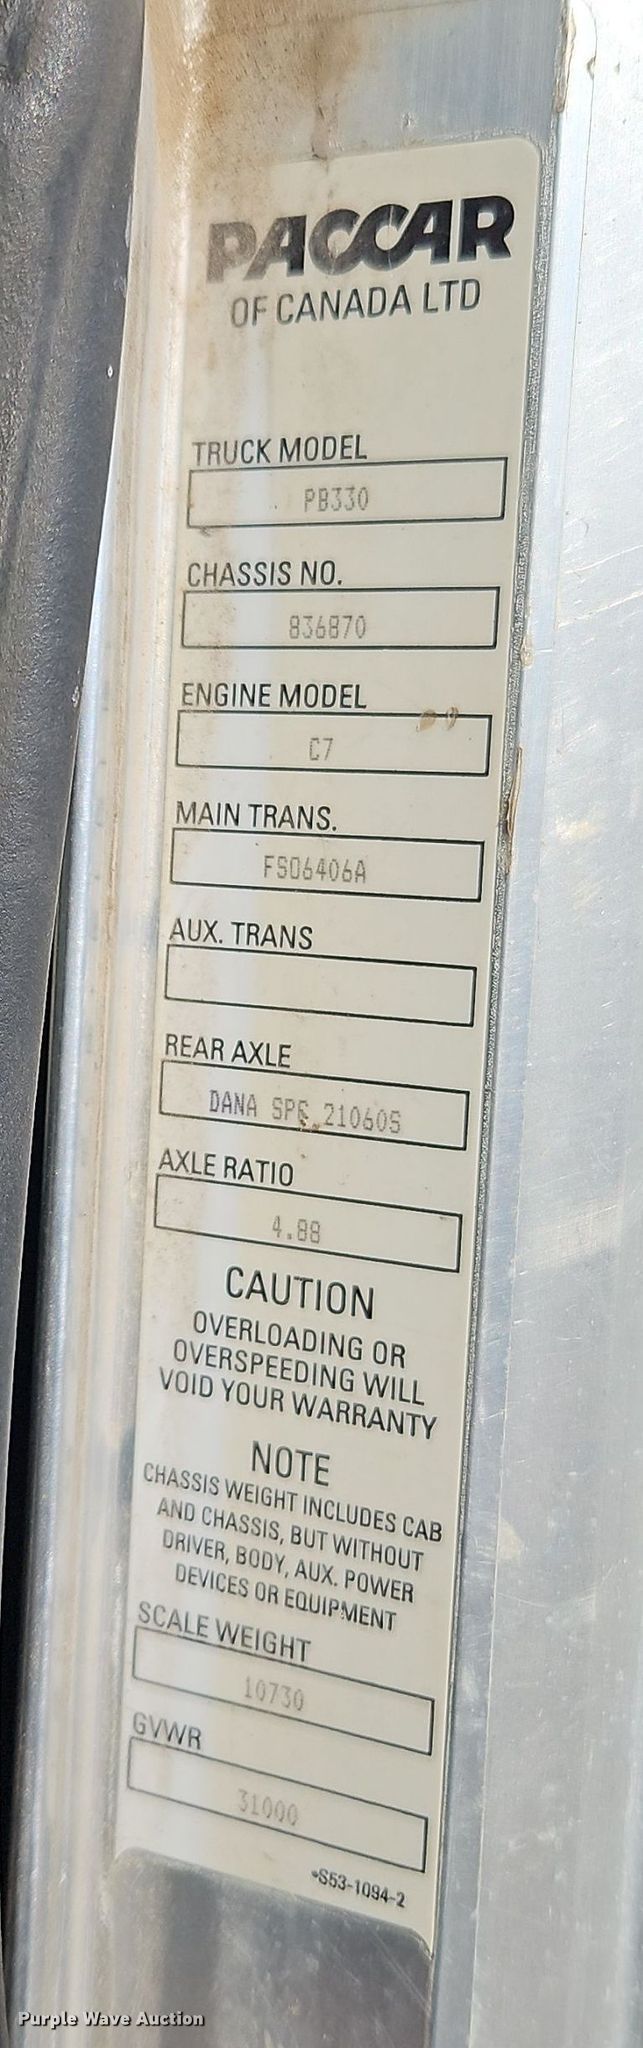 PACCAR
OF CANADA LTD
TRUCK MODEL
PB330
CHASSIS NO.
836870
ENGINE MODEL
C7
MAIN TRANS.
FSO6406A
AUX. TRANS
REAR AXLE
DANA SPE 21060S
AXLE RATIO
4.88
CAUTION
OVERLOADING OR
OVERSPEEDING WILL
VOID YOUR WARRANTY
NOTE
CHASSIS WEIGHT INCLUDES CAB
AND CHASSIS, BUT WITHOUT
DRIVER, BODY, AUX. POWER
DEVICES OR EQUIPMENT
SCALE WEIGHT
10730
GVWR
31000
•S53-1094-2
Purple Wave Auction